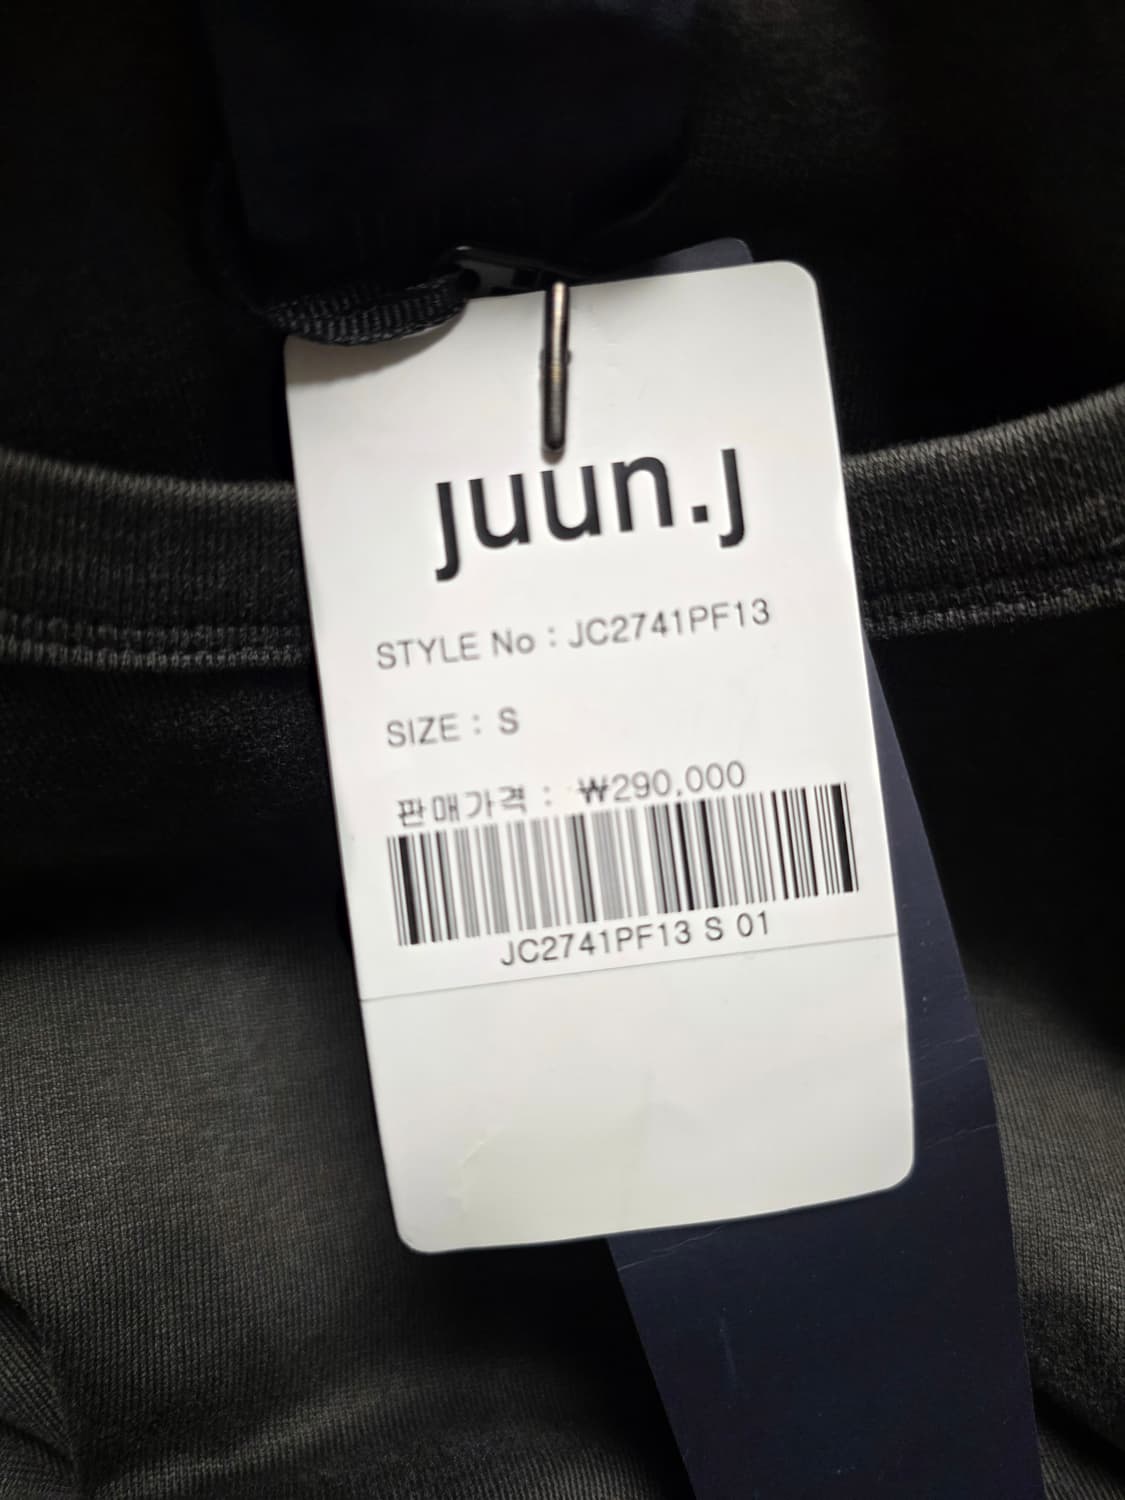 juun.j
STYLE No : JC2741PF13
SIZE : S
판매가격 : ₩290,000
JC2741PF13 S 01